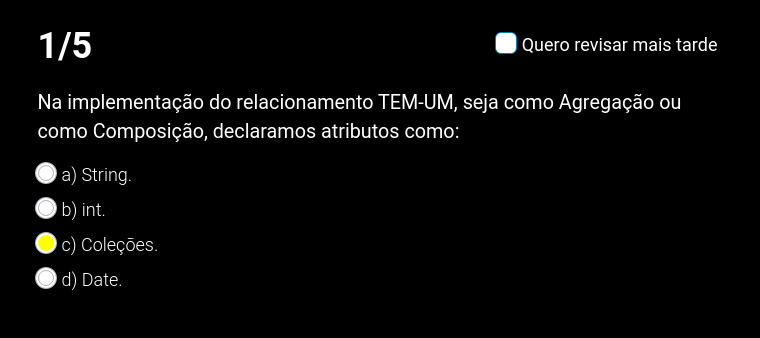 1/5
Quero revisar mais tarde
Na implementação do relacionamento TEM-UM, seja como Agregação ou
como Composição, declaramos atributos como:
a) String.
b) int.
c) Coleções.
d) Date.